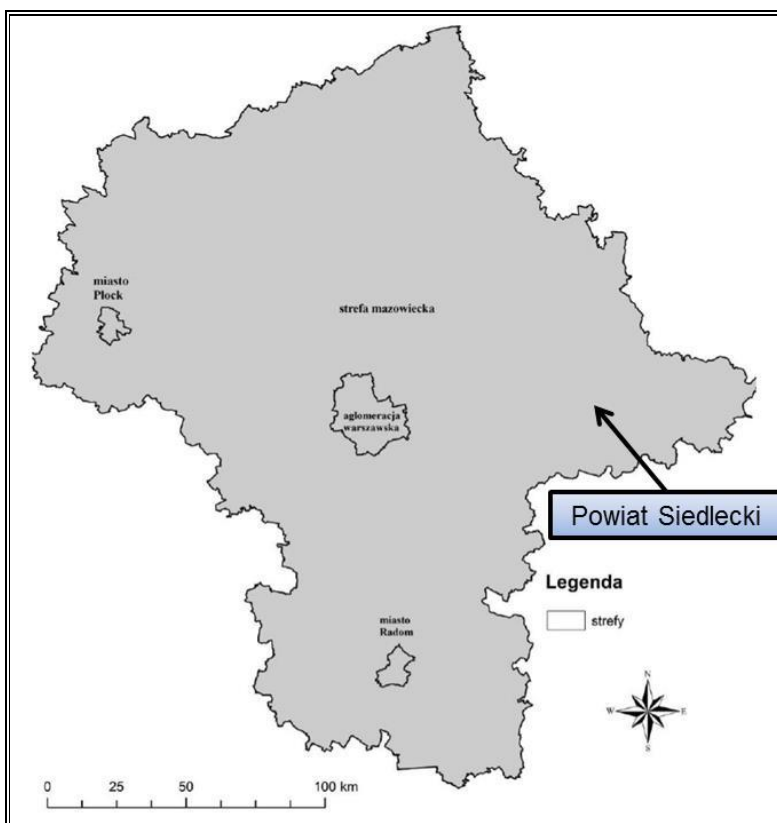 miasto
Płock
strefa mazowiecka
aglomeracja
warszawska
Powiat Siedlecki
Legenda
strefy
miasto
Radom
N
W
E
S
0 25 50 100 km